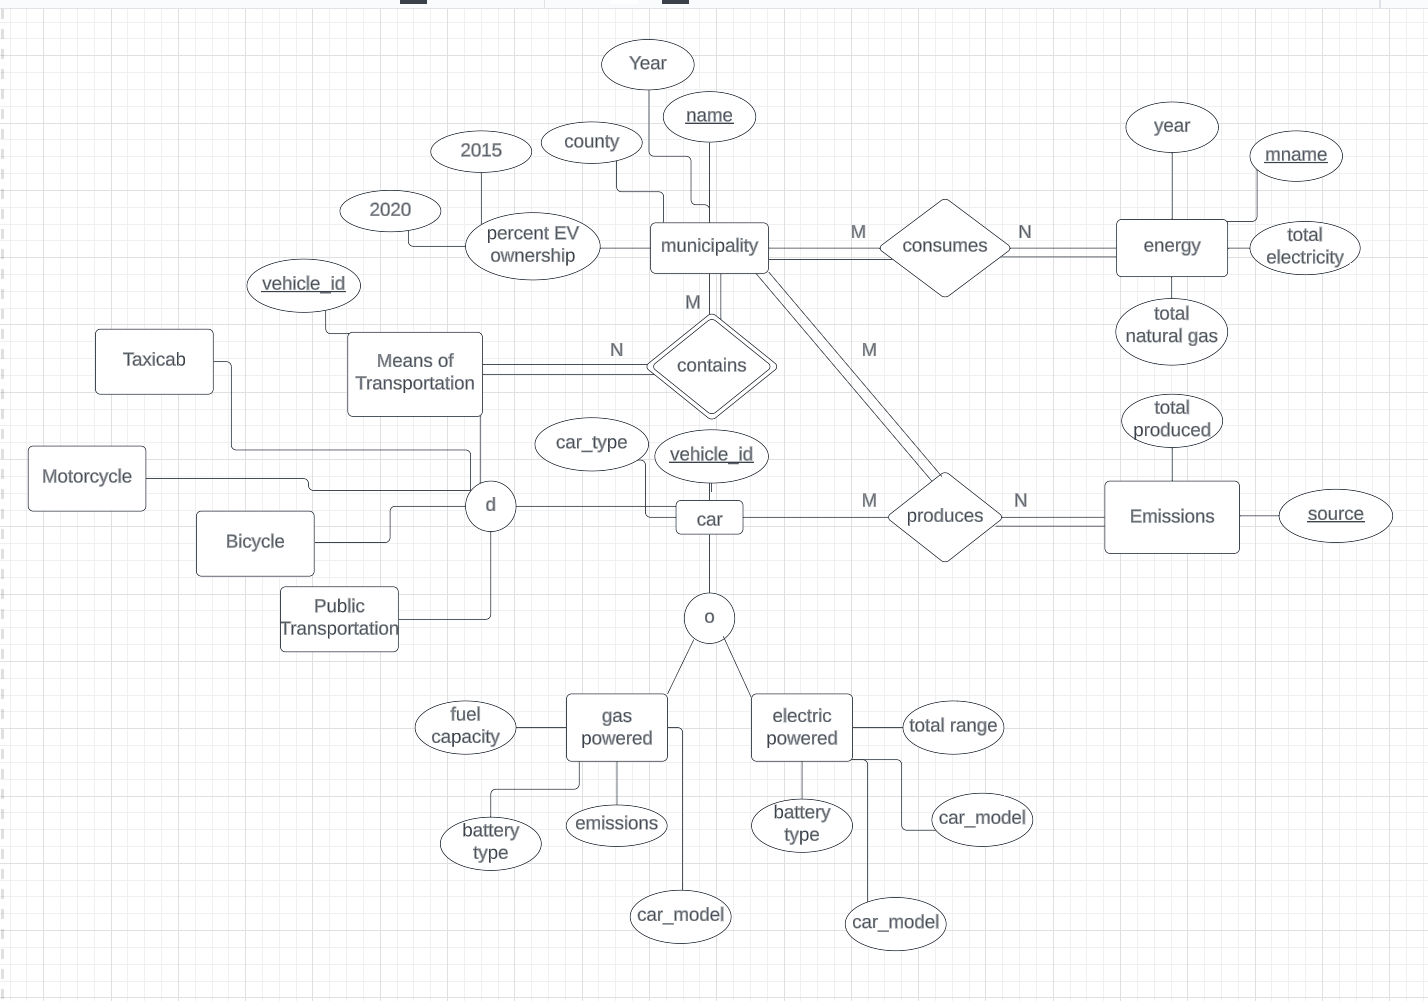 Year
name
county
2015
2020
percent EV
ownership
municipality
M
consumes
N
year
mname
energy
total
electricity
total
natural gas
vehicle_id
M
Taxicab
Means of
Transportation
N
contains
M
car_type
vehicle_id
total
produced
Motorcycle
d
car
M
produces
N
Emissions
source
Bicycle
Public
Transportation
o
fuel
capacity
gas
powered
electric
powered
total range
battery
type
emissions
battery
type
car_model
car_model
car_model